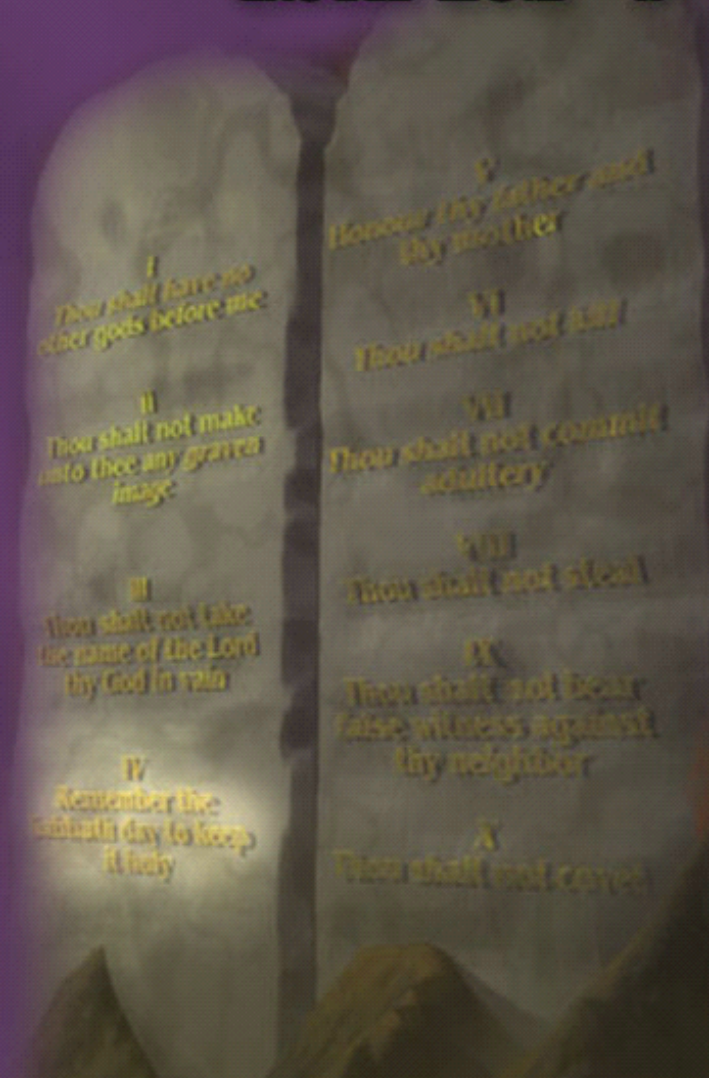 I
Thou shall have no
other gods before me
II
Thou shalt not make
unto thee any graven
image
III
Thou shalt not take
the name of the Lord
thy God in vain
IV
Remember the
Sabbath day to keep
it holy
V
Honour thy father and
thy mother
VI
Thou shalt not kill
VII
Thou shalt not commit
adultery
VIII
Thou shalt not steal
IX
Thou shalt not bear
false witness against
thy neighbor
X
Thou shalt not covet